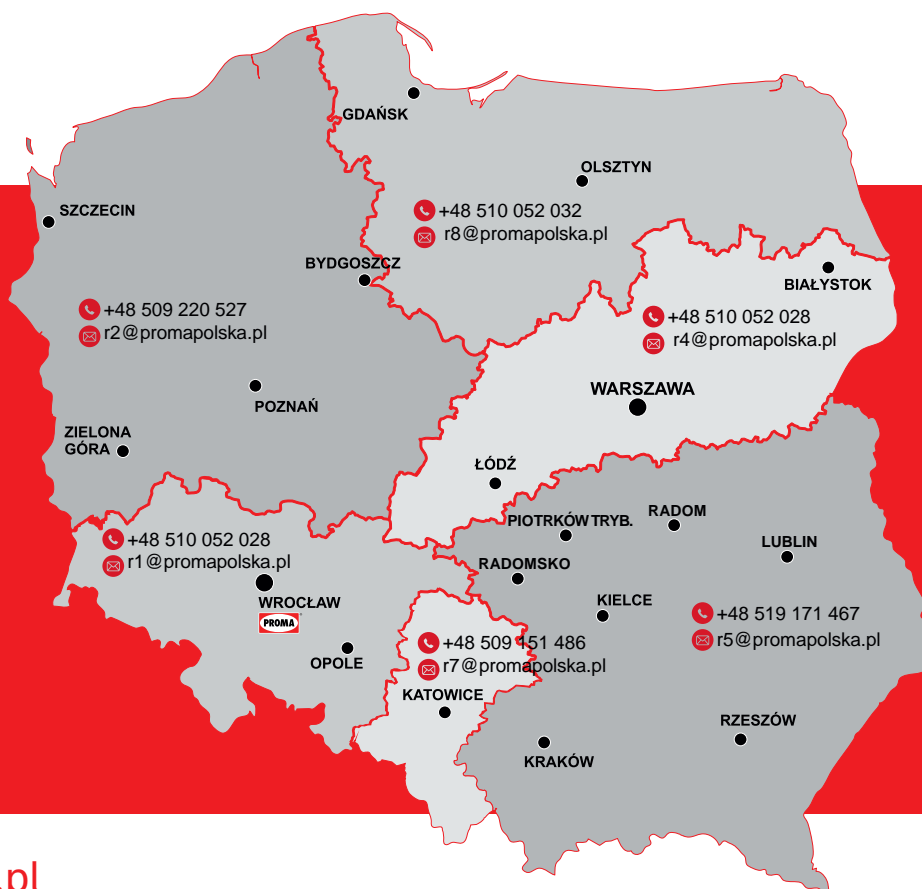 GDAŃSK
OLSZTYN
SZCZECIN
+48 510 052 032
r8@promapolska.pl
BYDGOSZCZ
BIAŁYSTOK
+48 509 220 527
r2@promapolska.pl
+48 510 052 028
r4@promapolska.pl
WARSZAWA
POZNAŃ
ZIELONA
GÓRA
ŁÓDŹ
PIOTRKÓW TRYB.
RADOM
+48 510 052 028
r1@promapolska.pl
LUBLIN
RADOMSKO
WROCŁAW
PROMA
KIELCE
+48 519 171 467
r5@promapolska.pl
OPOLE
+48 509 151 486
r7@promapolska.pl
KATOWICE
KRAKÓW
RZESZÓW
.pl